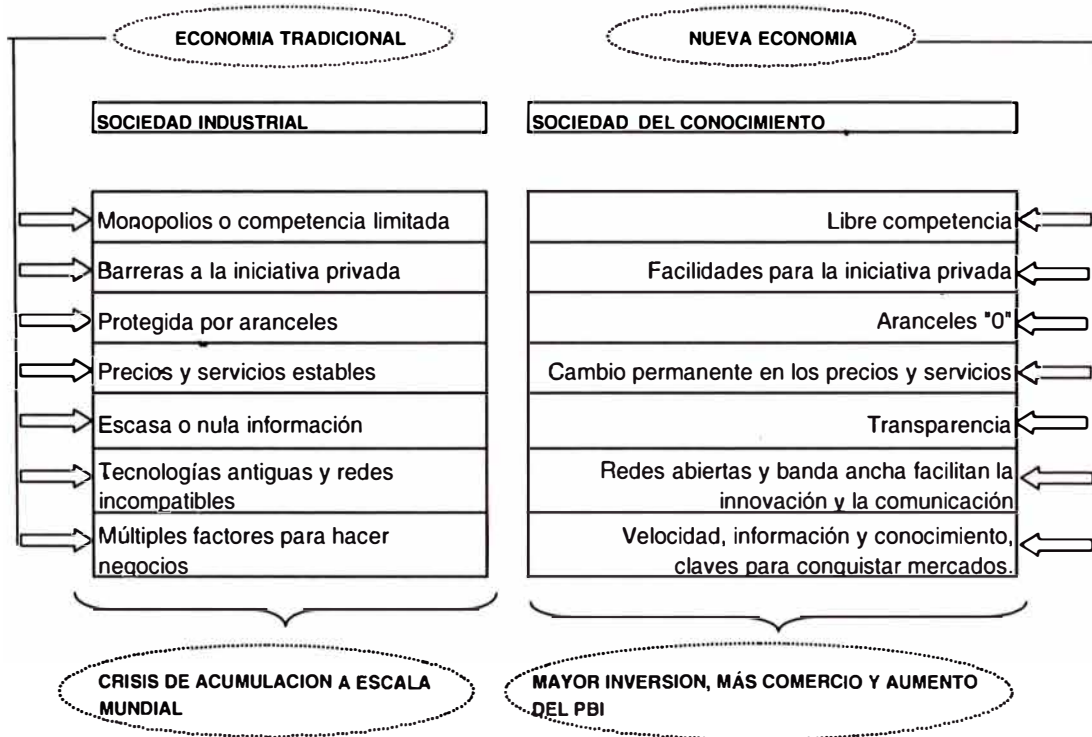 ECONOMIA TRADICIONAL
NUEVA ECONOMIA
SOCIEDAD INDUSTRIAL
SOCIEDAD DEL CONOCIMIENTO
Monopolios o competencia limitada
Libre competencia
Barreras a la iniciativa privada
Facilidades para la iniciativa privada
Protegida por aranceles
Aranceles "0"
Precios y servicios estables
Cambio permanente en los precios y servicios
Escasa o nula información
Transparencia
Tecnologías antiguas y redes
incompatibles
Redes abiertas y banda ancha facilitan la
innovación y la comunicación
Múltiples factores para hacer
negocios
Velocidad, información y conocimiento,
claves para conquistar mercados.
CRISIS DE ACUMULACION A ESCALA
MUNDIAL
MAYOR INVERSION, MÁS COMERCIO Y AUMENTO
DEL PBI